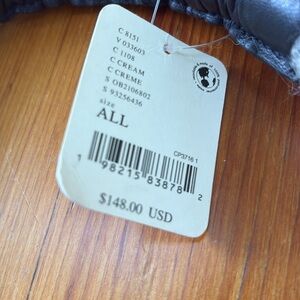 C 8151
V 033603
C 1108
C CREAM
C CREME
S OB2106802
S 93256436
size
ALL
CP3716 1
1 98215 83878 2
$148.00 USD